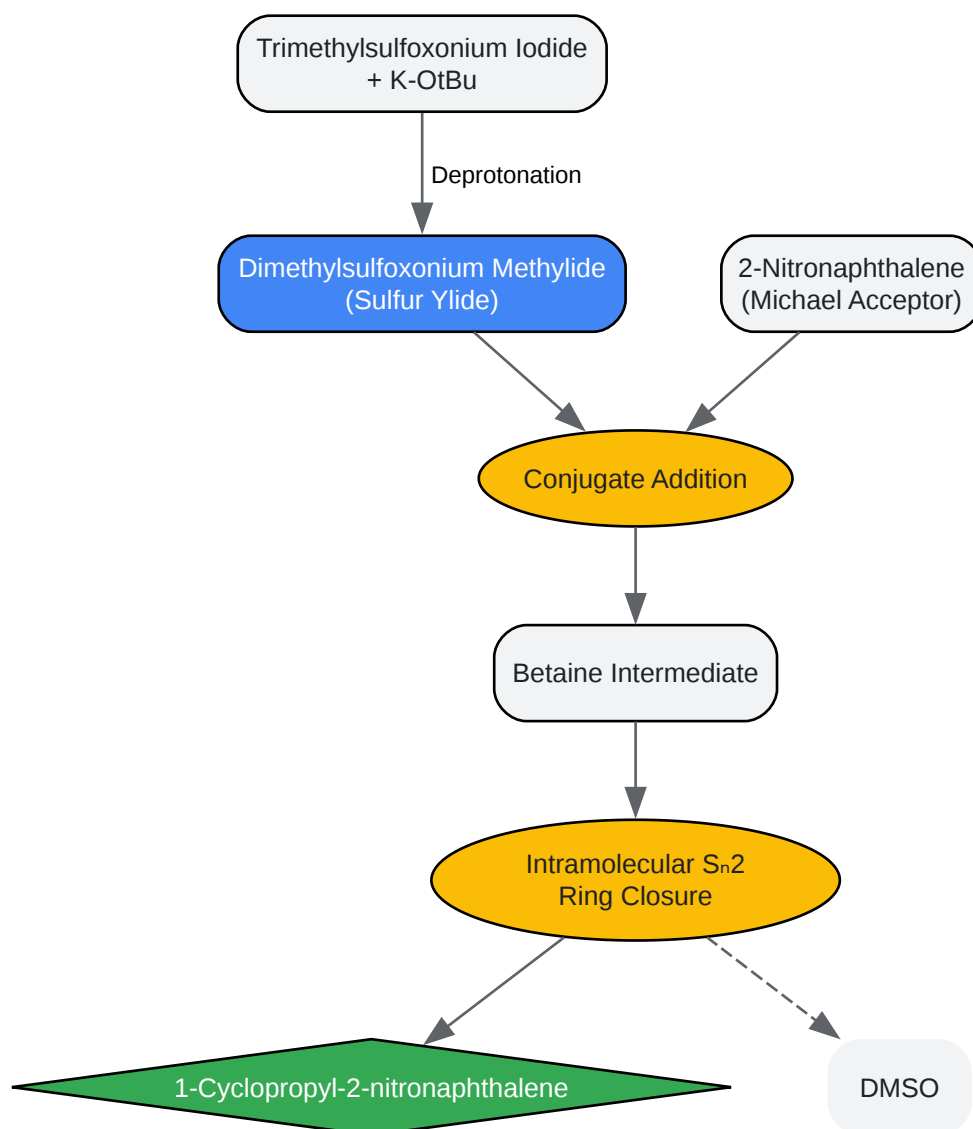 Trimethylsulfoxonium Iodide
+ K-OtBu
Deprotonation
Dimethylsulfoxonium Methylide
(Sulfur Ylide)
2-Nitronaphthalene
(Michael Acceptor)
Conjugate Addition
Betaine Intermediate
Intramolecular Sₙ2
Ring Closure
1-Cyclopropyl-2-nitronaphthalene
DMSO